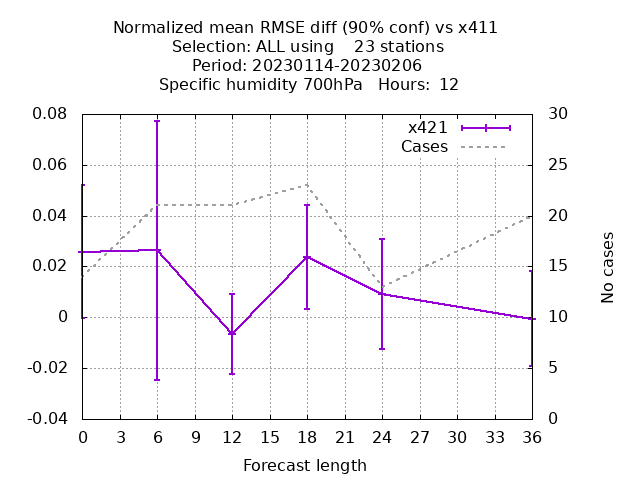 Normalized mean RMSE diff (90% conf) vs x411
Selection: ALL using    23 stations
Period: 20230114-20230206
Specific humidity 700hPa   Hours:  12
x421
Cases
0.08
0.06
0.04
0.02
0
-0.02
-0.04
30
25
20
15
10
5
0
No cases
0 3 6 9 12 15 18 21 24 27 30 33 36
Forecast length